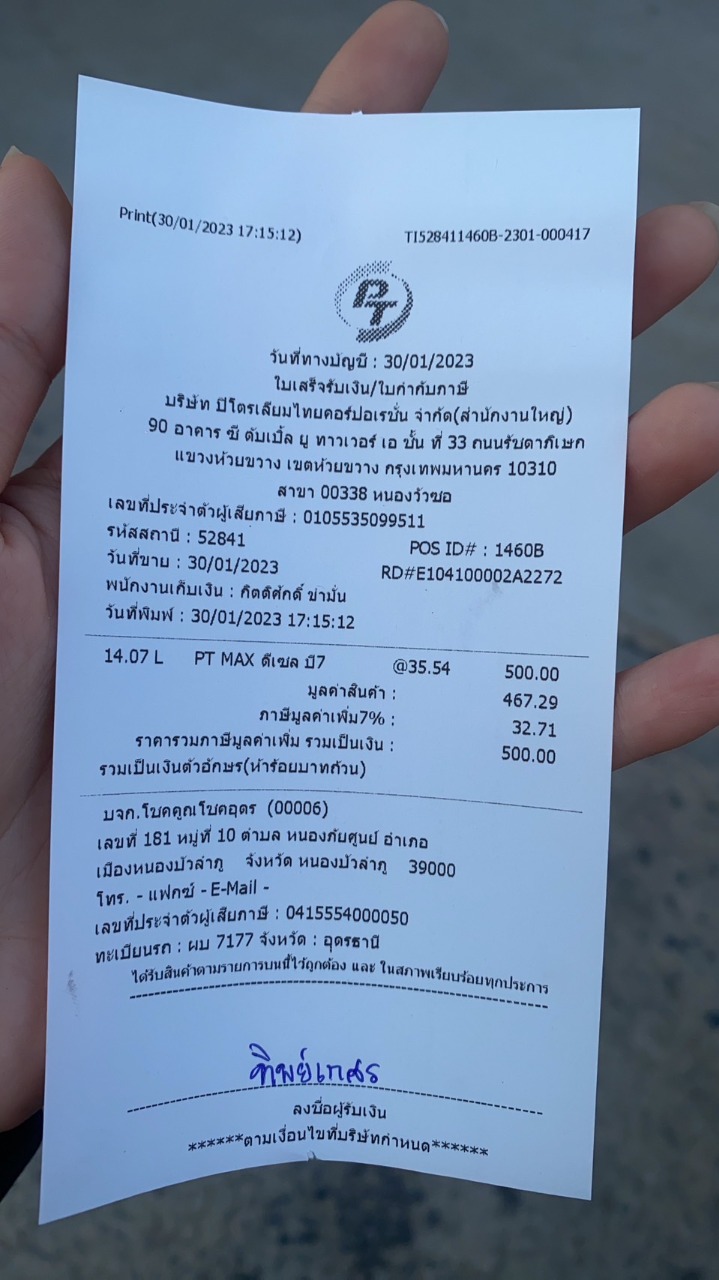 Print(30/01/2023 17:15:12) TI528411460B-2301-000417
PT
วันที่ทางบัญชี : 30/01/2023
ใบเสร็จรับเงิน/ใบกำกับภาษี
บริษัท ปิโตรเลียมไทยคอร์ปอเรชั่น จำกัด(สำนักงานใหญ่)
90 อาคาร ซี ดับเบิ้ล ยู ทาวเวอร์ เอ ชั้น ที่ 33 ถนนรัชดาภิเษก
แขวงห้วยขวาง เขตห้วยขวาง กรุงเทพมหานคร 10310
สาขา 00338 หนองวัวซอ
เลขที่ประจำตัวผู้เสียภาษี : 0105535099511
รหัสสถานี : 52841 POS ID# : 1460B
วันที่ขาย : 30/01/2023 RD#E104100002A2272
พนักงานเก็บเงิน : กิตติศักดิ์ ขำมั่น
วันที่พิมพ์ : 30/01/2023 17:15:12
14.07 L PT MAX ดีเซล บี7 @35.54 500.00
มูลค่าสินค้า : 467.29
ภาษีมูลค่าเพิ่ม7% : 32.71
ราคารวมภาษีมูลค่าเพิ่ม รวมเป็นเงิน : 500.00
รวมเป็นเงินตัวอักษร(ห้าร้อยบาทถ้วน)
บจก.โชคคูณโชคอุดร (00006)
เลขที่ 181 หมู่ที่ 10 ตำบล หนองภัยศูนย์ อำเภอ
เมืองหนองบัวลำภู จังหวัด หนองบัวลำภู 39000
โทร. - แฟกซ์ - E-Mail -
เลขที่ประจำตัวผู้เสียภาษี : 0415554000050
ทะเบียนรถ : ผบ 7177 จังหวัด : อุดรธานี
ได้รับสินค้าตามรายการบนนี้ไว้ถูกต้อง และ ในสภาพเรียบร้อยทุกประการ
ทิพย์เกสร
ลงชื่อผู้รับเงิน
******ตามเงื่อนไขที่บริษัทกำหนด******